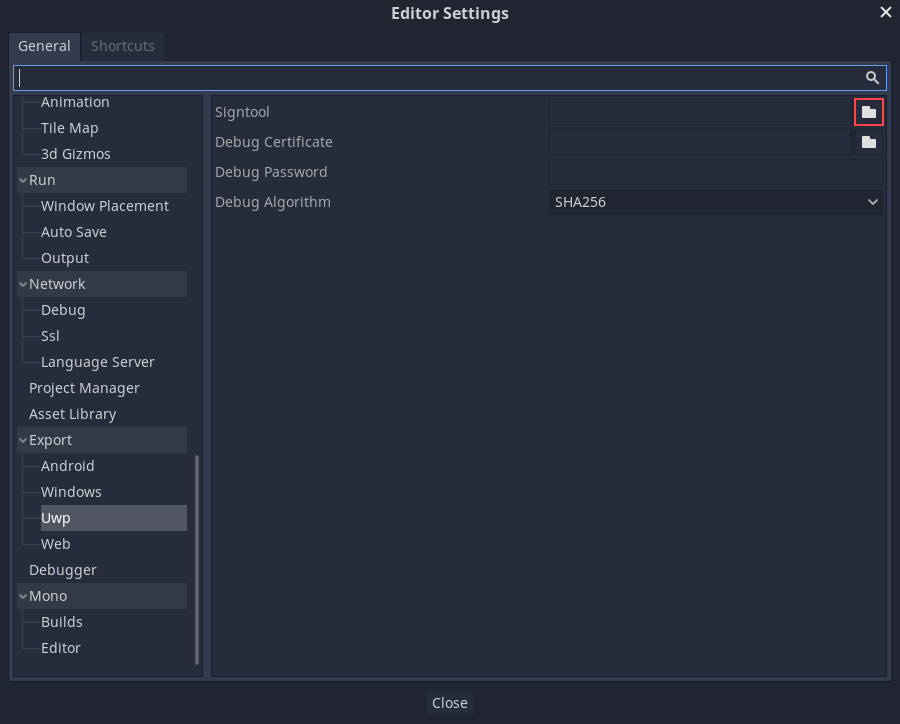 Editor Settings
General
Shortcuts
Animation
Tile Map
3d Gizmos
Run
Window Placement
Auto Save
Output
Network
Debug
Ssl
Language Server
Project Manager
Asset Library
Export
Android
Windows
Uwp
Web
Debugger
Mono
Builds
Editor
Signtool
Debug Certificate
Debug Password
Debug Algorithm SHA256
Close